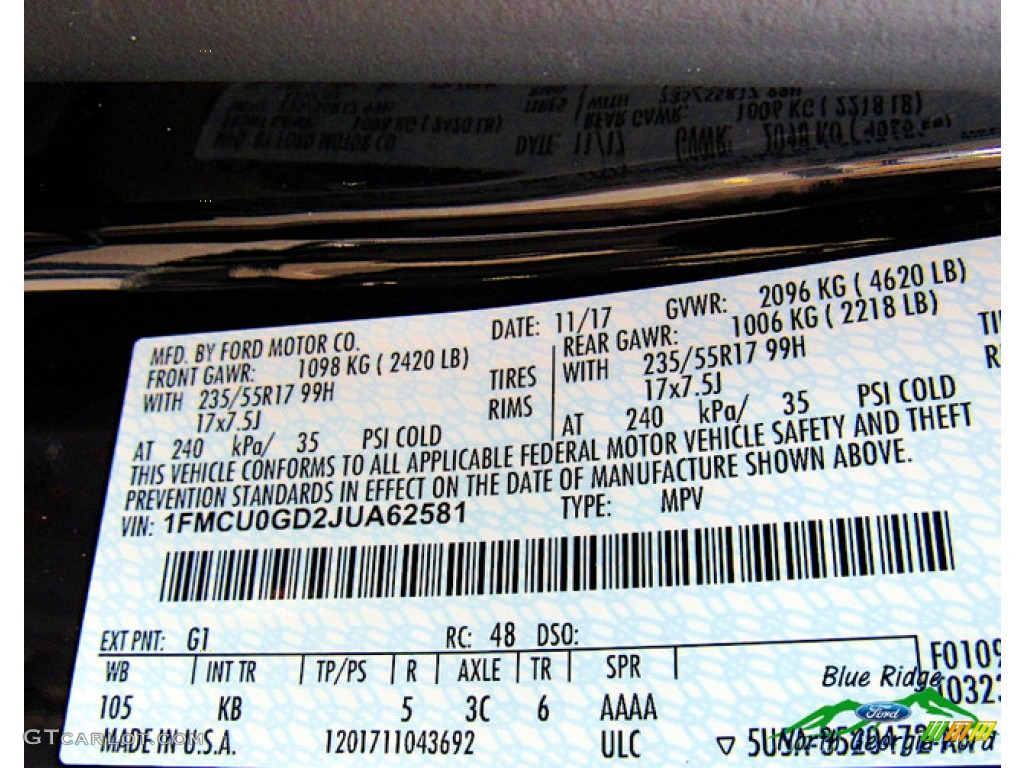 MFD. BY FORD MOTOR CO. DATE: 11/17 GVWR: 2096 KG ( 4620 LB)
FRONT GAWR: 1098 KG ( 2420 LB) REAR GAWR: 1006 KG ( 2218 LB)
WITH 235/55R17 99H TIRES WITH 235/55R17 99H
17x7.5J RIMS 17x7.5J
AT 240 kPa/ 35 PSI COLD AT 240 kPa/ 35 PSI COLD
THIS VEHICLE CONFORMS TO ALL APPLICABLE FEDERAL MOTOR VEHICLE SAFETY AND THEFT
PREVENTION STANDARDS IN EFFECT ON THE DATE OF MANUFACTURE SHOWN ABOVE.
VIN: 1FMCU0GD2JUA62581 TYPE: MPV
EXT PNT: G1 RC: 48 DSO:
WB INT TR TP/PS R AXLE TR SPR F0109
105 KB 5 3C 6 AAAA
MADE IN U.S.A. 1201711043692 ULC
Blue Ridge
Ford
North Georgia Ford
GTcarlot.com